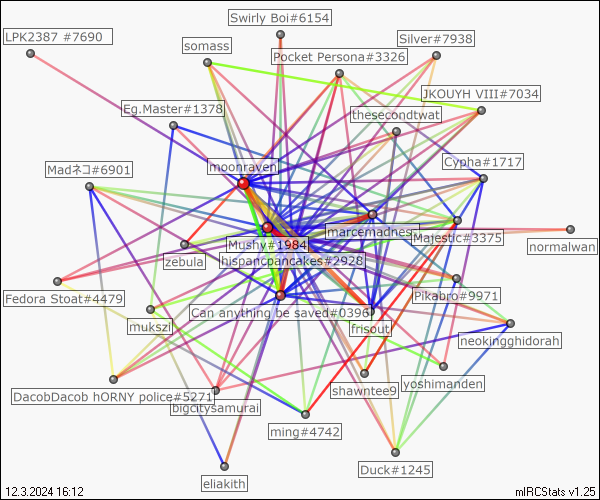 Swirly Boi#6154
LPK2387 #7690
Silver#7938
somass
Pocket Persona#3326
JKOUYH VIII#7034
Eg.Master#1378
thesecondtwat
Cypha#1717
moonraven
Madネコ#6901
marcemadness
Majestic#3375
Mushy#1984
normalwan
zebula
hispanicpancakes#2928
Fedora Stoat#4479
Pikabro#9971
Can anything be saved#0396
mukszi
frisout
neokingghidorah
shawntee9
yoshimanden
DacobDacob hORNY police#5271
bigcitysamurai
ming#4742
Duck#1245
eliakith
12.3.2024 16:12
mIRCStats v1.25